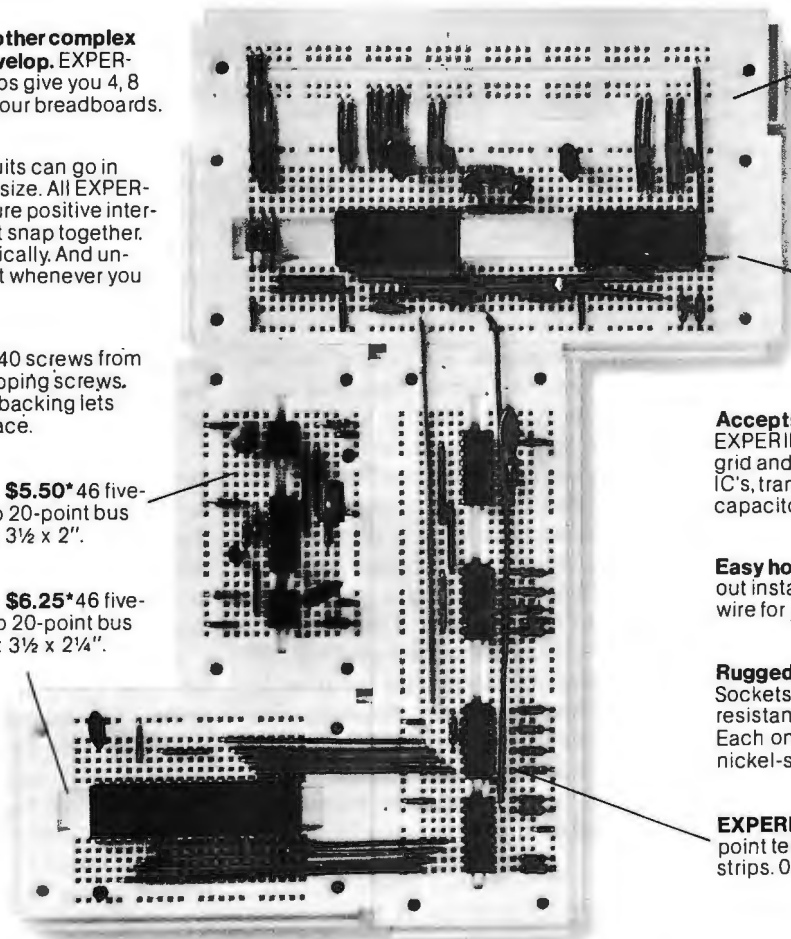 other complex
velop. EXPER-
os give you 4, 8
our breadboards.
uits can go in
size. All EXPER-
ure positive inter-
t snap together.
ically. And un-
t whenever you
40 screws from
pping screws.
backing lets
ace.
$5.50* 46 five-
o 20-point bus
3½ x 2".
$6.25* 46 five-
o 20-point bus
x 3½ x 2¼".
Accepts
EXPERI
grid and
IC's, tran
capacito
Easy ho
out insta
wire for
Rugged
Sockets
resistan
Each on
nickel-s
EXPERI
point te
strips. 0